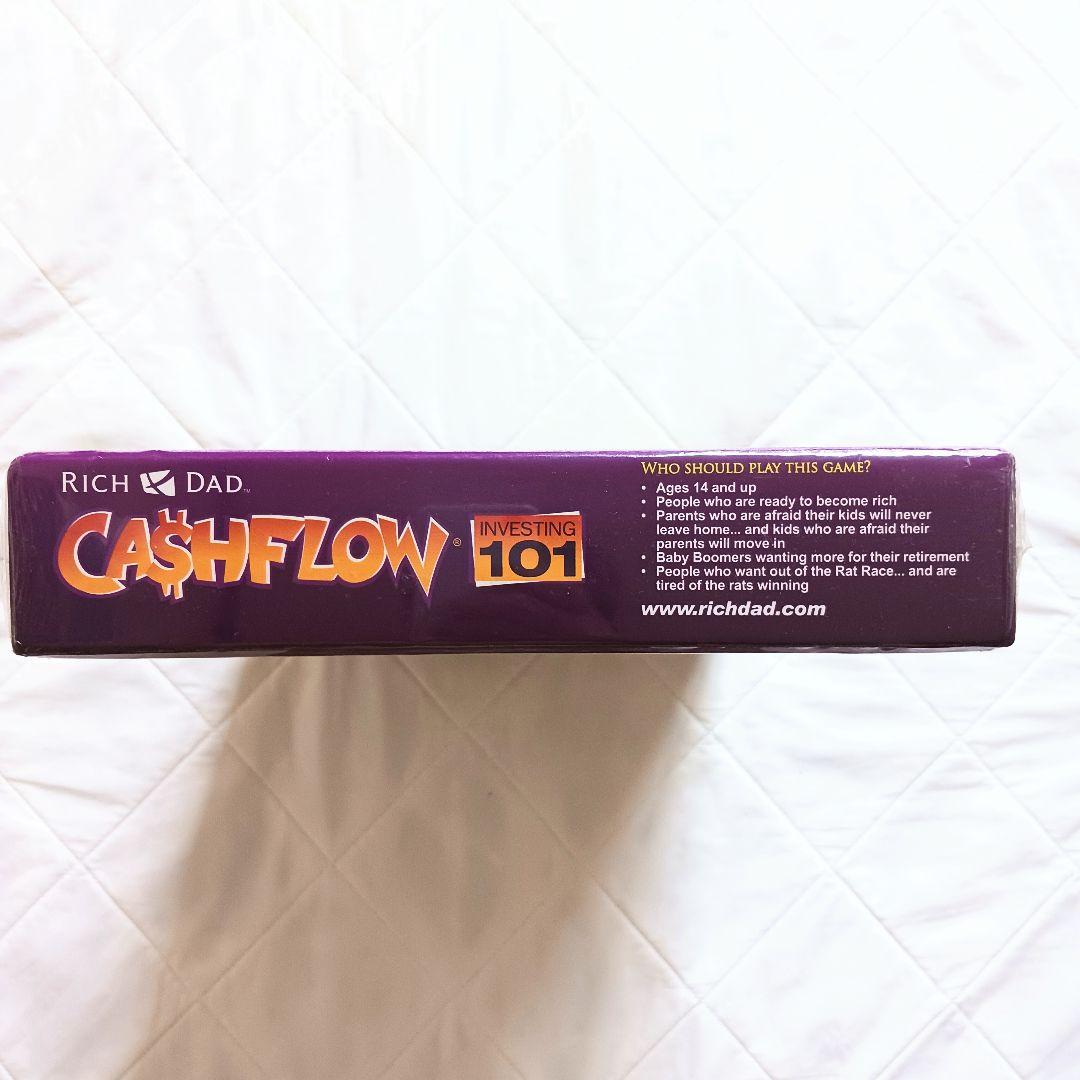 RICH DAD™
CA$HFLOW®
INVESTING
101
WHO SHOULD PLAY THIS GAME?
• Ages 14 and up
• People who are ready to become rich
• Parents who are afraid their kids will never
leave home... and kids who are afraid their
parents will move in
• Baby Boomers wanting more for their retirement
• People who want out of the Rat Race... and are
tired of the rats winning
www.richdad.com